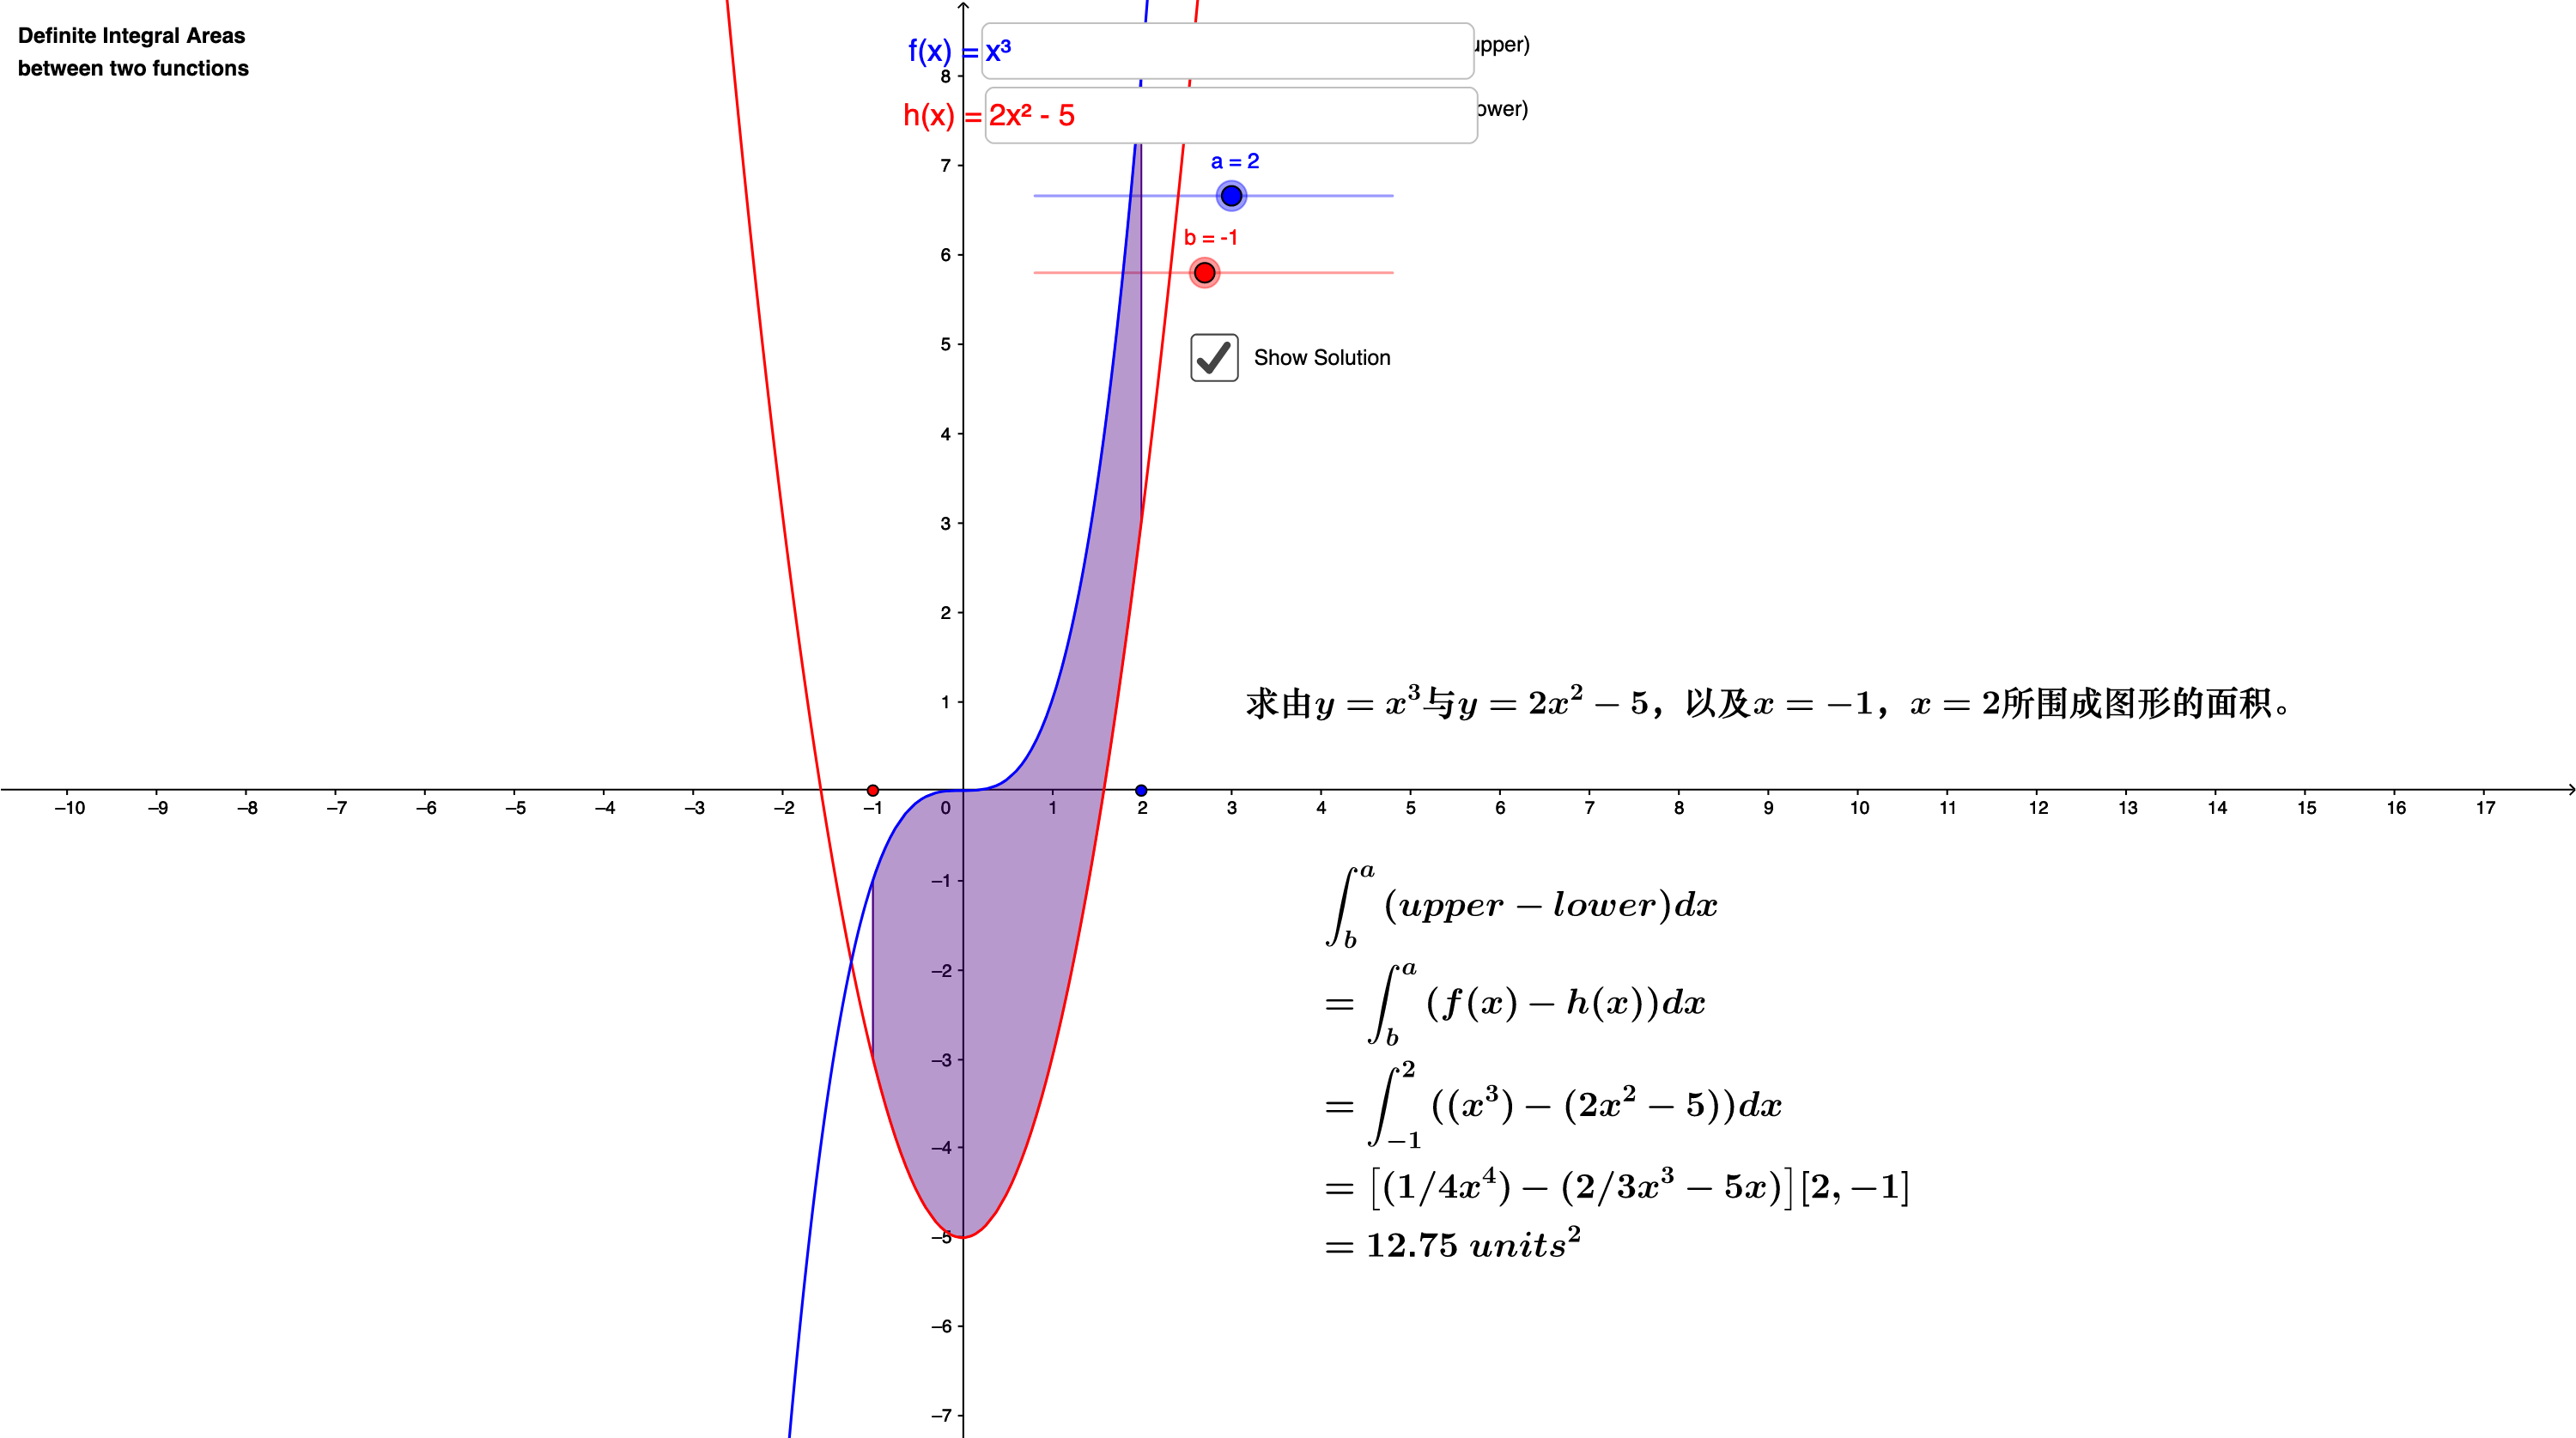 Definite Integral Areas
between two functions
f(x) = x³
upper)
h(x) = 2x² - 5
ower)
a = 2
b = -1
Show Solution
8
7
6
5
4
3
2
1
求由y = x³与y = 2x² − 5，以及x = −1，x = 2所围成图形的面积。
−10 −9 −8 −7 −6 −5 −4 −3 −2 −1 0 1 2 3 4 5 6 7 8 9 10 11 12 13 14 15 16 17
−1
−2
−3
−4
−5
−6
−7
∫_b^a (upper − lower)dx
= ∫_b^a (f(x) − h(x))dx
= ∫_{−1}^2 ((x³) − (2x² − 5))dx
= [(1/4x⁴) − (2/3x³ − 5x)][2, −1]
= 12.75 units²